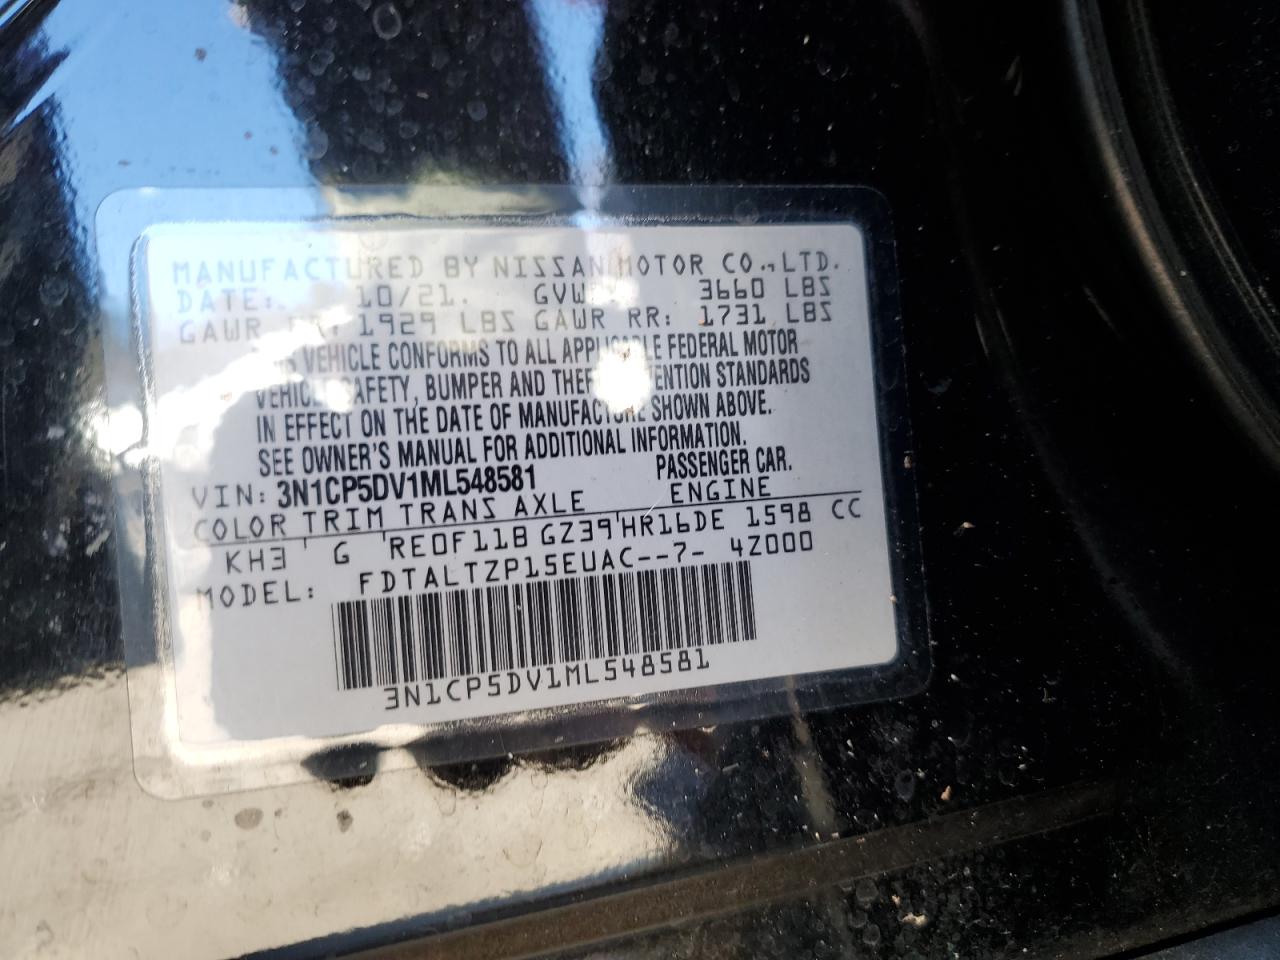 MANUFACTURED BY NISSAN MOTOR CO., LTD.
DATE: 10/21. 3660 LBS
GAWR 1929 LBS GAWR RR: 1731 LBS
VEHICLE CONFORMS TO ALL APPLICABLE FEDERAL MOTOR
VEHICLE SAFETY, BUMPER AND STANDARDS
IN EFFECT ON THE DATE OF MANUFACTURE SHOWN ABOVE.
SEE OWNER'S MANUAL FOR ADDITIONAL INFORMATION.
VIN: 3N1CP5DV1ML548581 PASSENGER CAR.
COLOR TRIM TRANS AXLE ENGINE
KH3 G RE0F11B GZ39 HR16DE 1598 CC
MODEL: FDTALTZP15EUAC--7- 4Z000
3N1CP5DV1ML548581